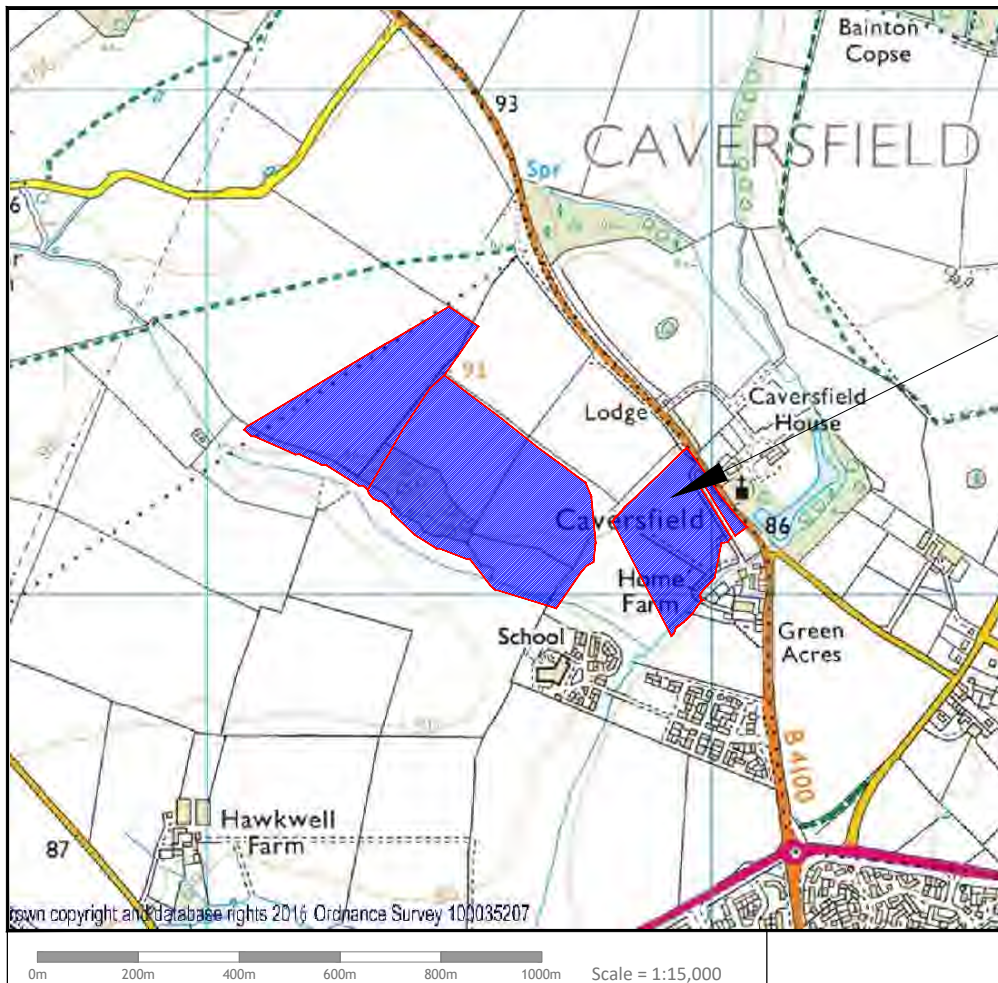 Bainton
Copse
93
CAVERSFIELD
Spr
6
r
91
Lodge
Caversfield
House
Caversfield
86
Home
Farm
School
Green
Acres
B 4100
Hawkwell
Farm
87
rown copyright and database rights 2016 Ordnance Survey 100035207
0m 200m 400m 600m 800m 1000m Scale = 1:15,000